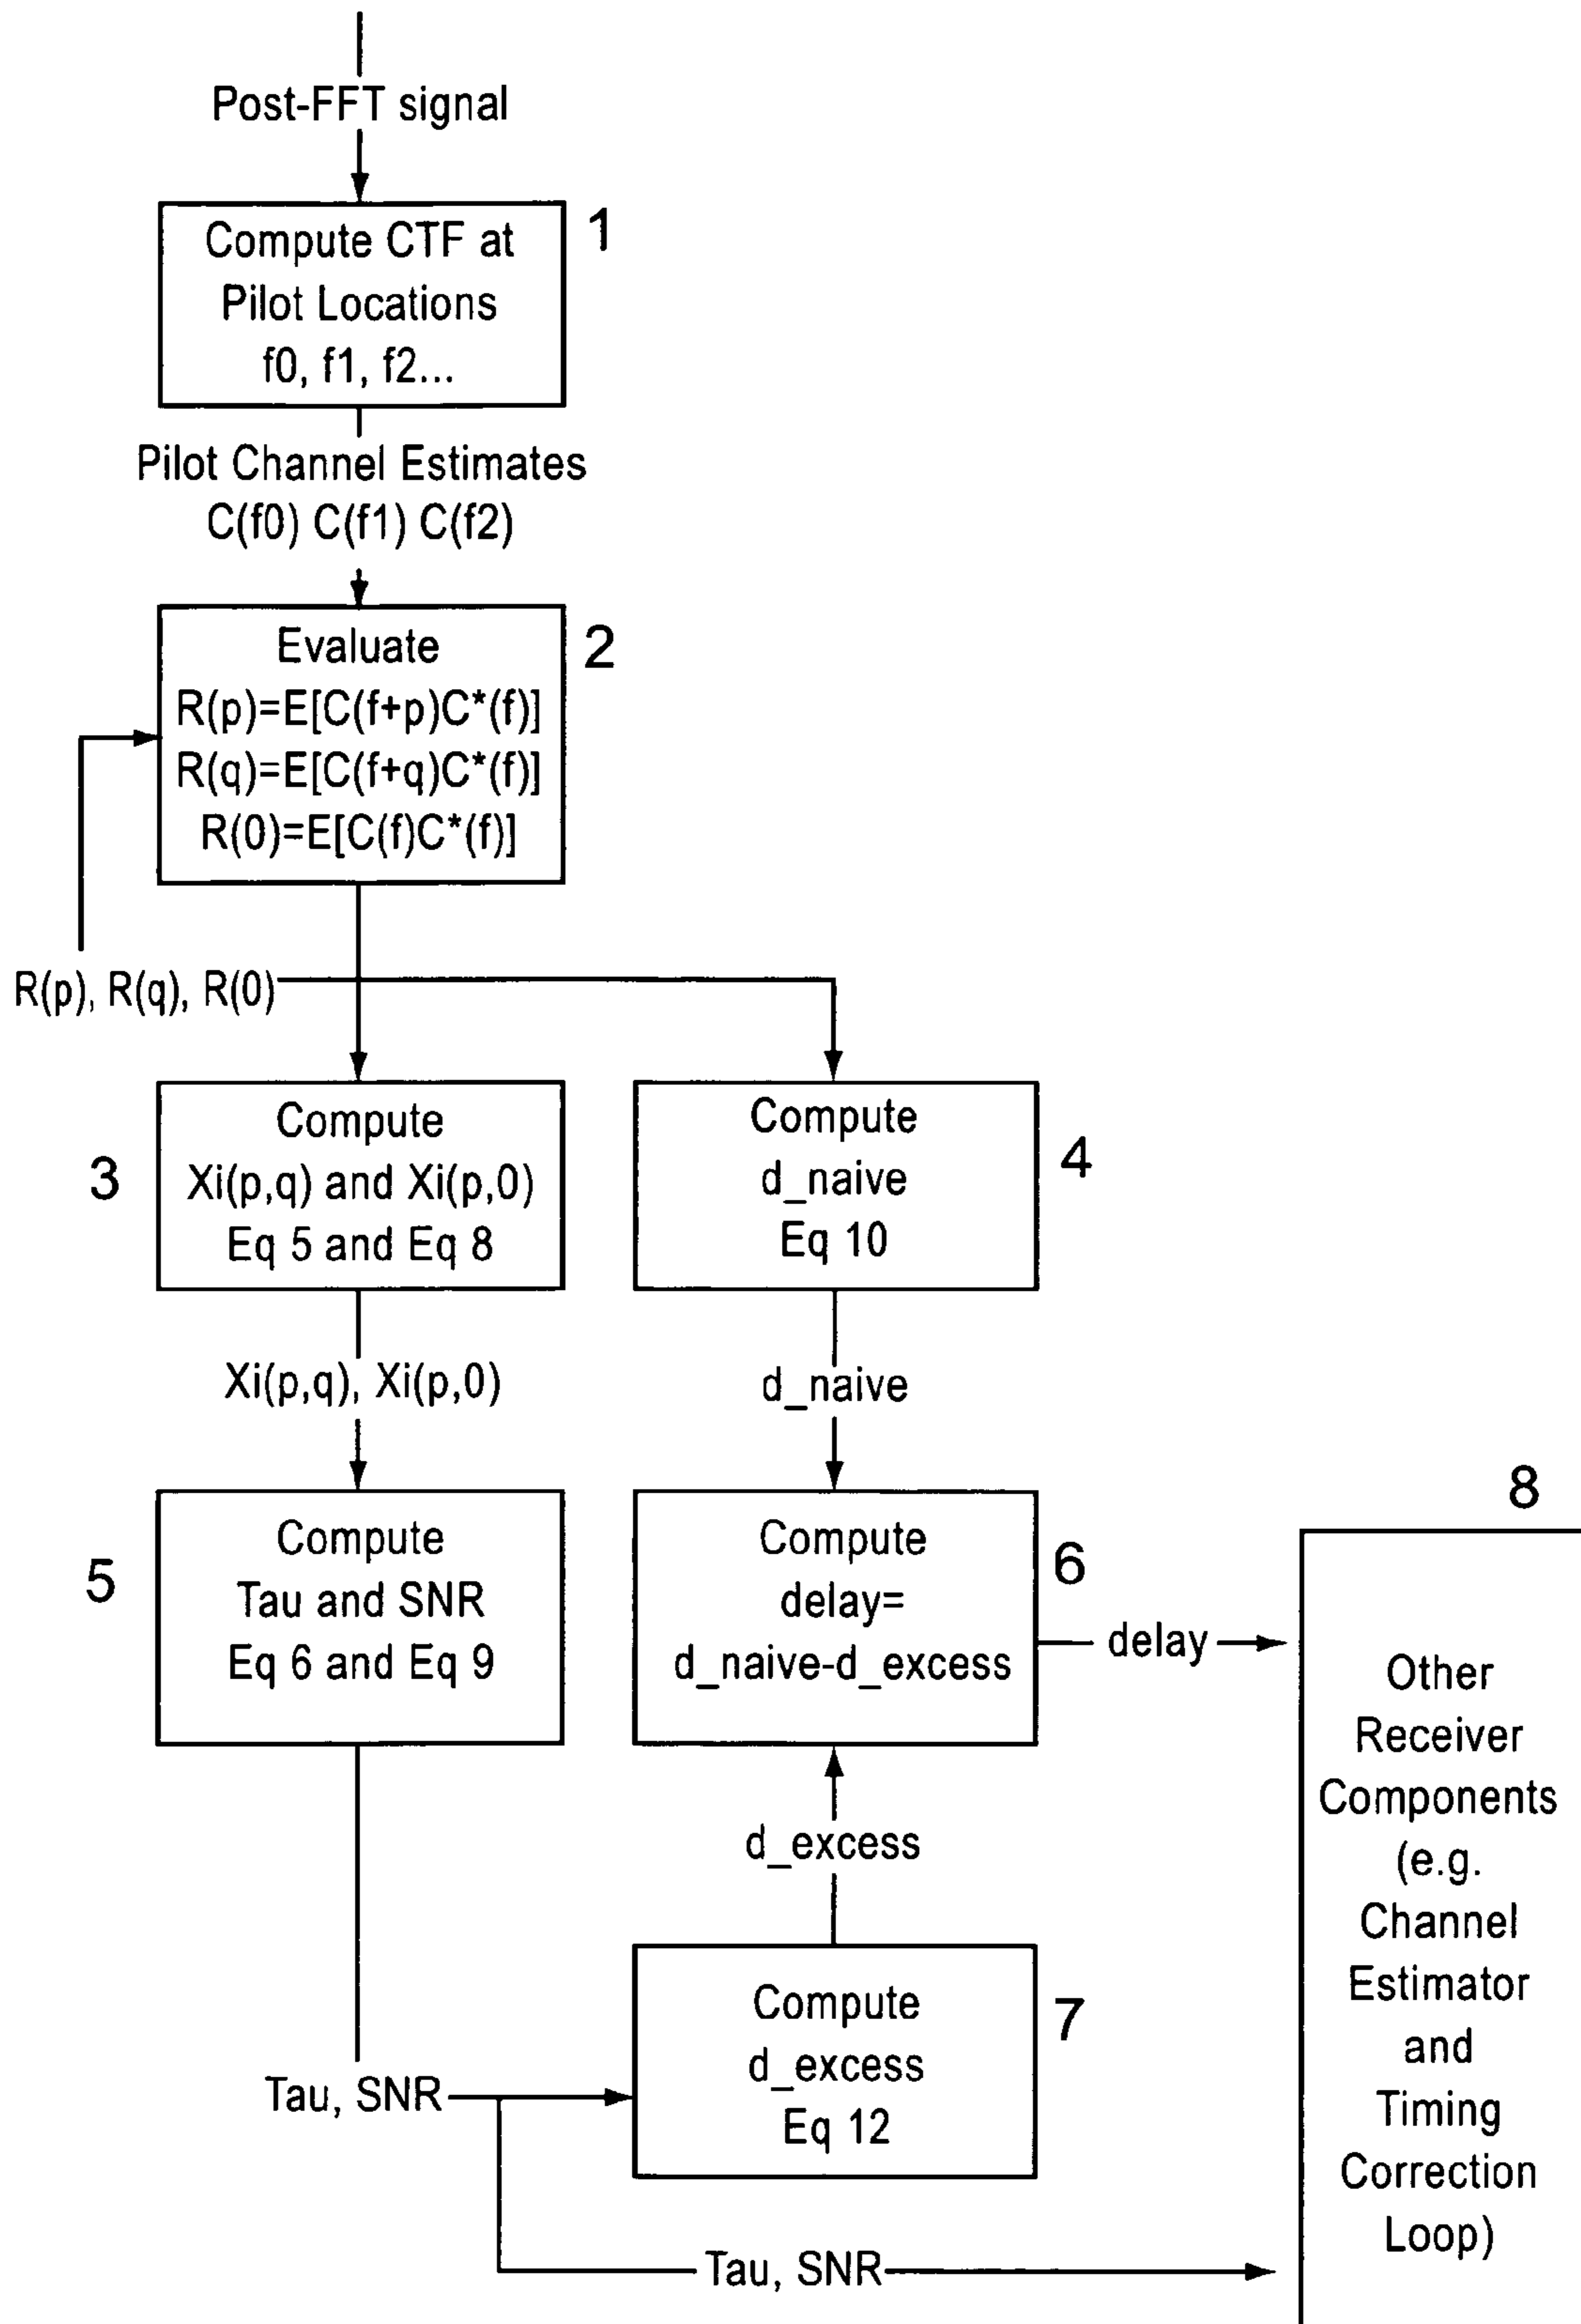 Post-FFT signal
1
Compute CTF at
Pilot Locations
f0, f1, f2...
Pilot Channel Estimates
C(f0) C(f1) C(f2)
2
Evaluate
R(p)=E[C(f+p)C*(f)]
R(q)=E[C(f+q)C*(f)]
R(0)=E[C(f)C*(f)]
R(p), R(q), R(0)
3
Compute
Xi(p,q) and Xi(p,0)
Eq 5 and Eq 8
4
Compute
d_naive
Eq 10
Xi(p,q), Xi(p,0)
d_naive
5
Compute
Tau and SNR
Eq 6 and Eq 9
6
Compute
delay=
d_naive-d_excess
delay
d_excess
7
Compute
d_excess
Eq 12
Tau, SNR
Tau, SNR
8
Other
Receiver
Components
(e.g.
Channel
Estimator
and
Timing
Correction
Loop)